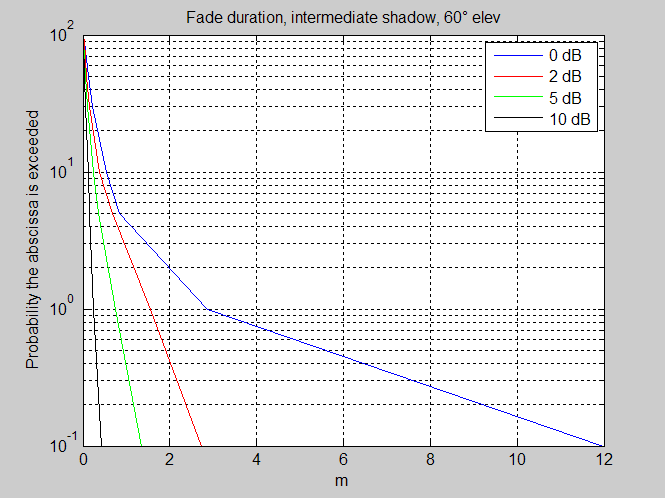 Fade duration, intermediate shadow, 60° elev
0 dB
2 dB
5 dB
10 dB
Probability the abscissa is exceeded
10^2
10^1
10^0
10^-1
0 2 4 6 8 10 12
m